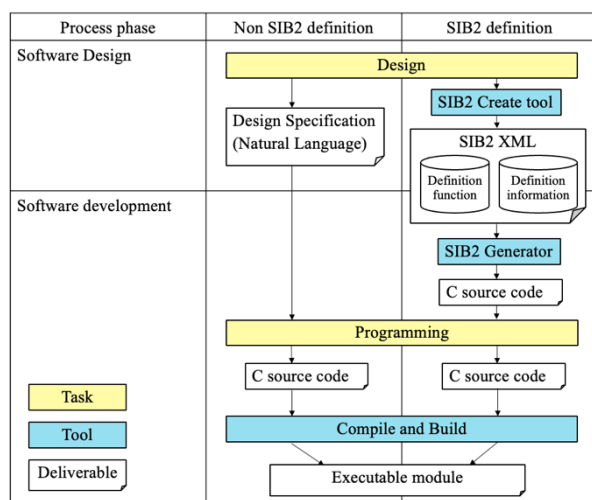 Process phase
Non SIB2 definition
SIB2 definition
Software Design
Design
SIB2 Create tool
Design Specification
(Natural Language)
SIB2 XML
Definition
function
Definition
information
Software development
SIB2 Generator
C source code
Programming
C source code
C source code
Task
Tool
Deliverable
Compile and Build
Executable module